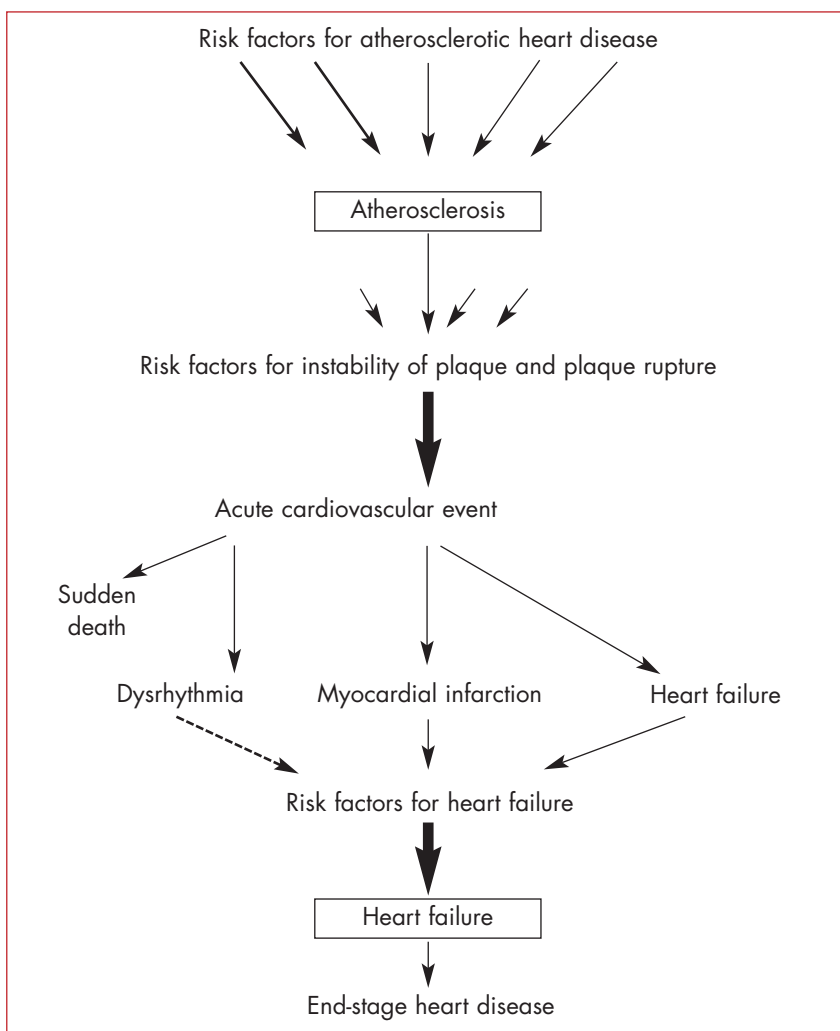 Risk factors for atherosclerotic heart disease
Atherosclerosis
Risk factors for instability of plaque and plaque rupture
Acute cardiovascular event
Sudden
death
Dysrhythmia
Myocardial infarction
Heart failure
Risk factors for heart failure
Heart failure
End-stage heart disease